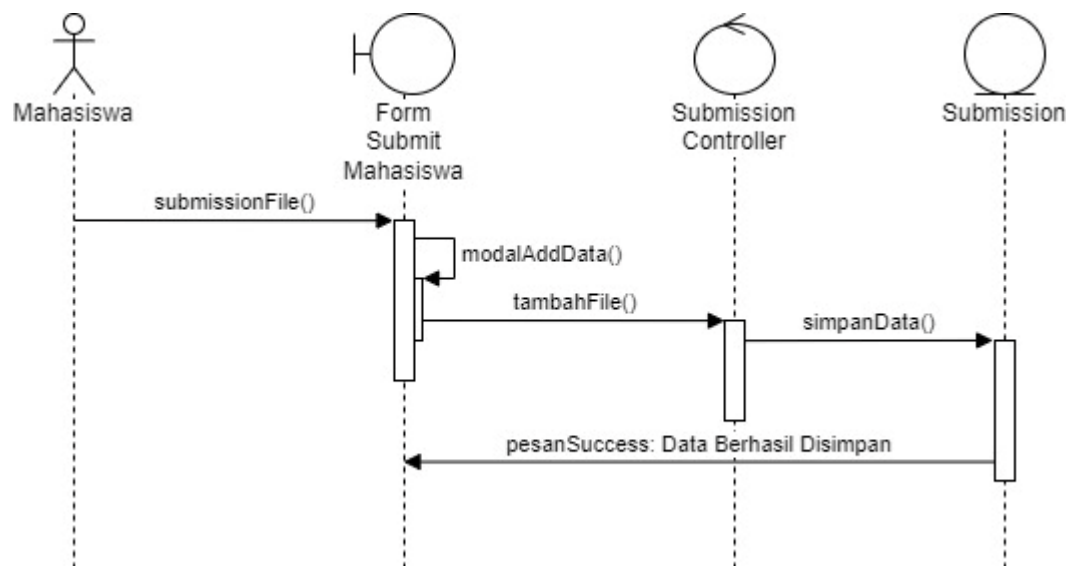 Mahasiswa
Form
Submit
Mahasiswa
Submission
Controller
Submission
submissionFile()
modalAddData()
tambahFile()
simpanData()
pesanSuccess: Data Berhasil Disimpan